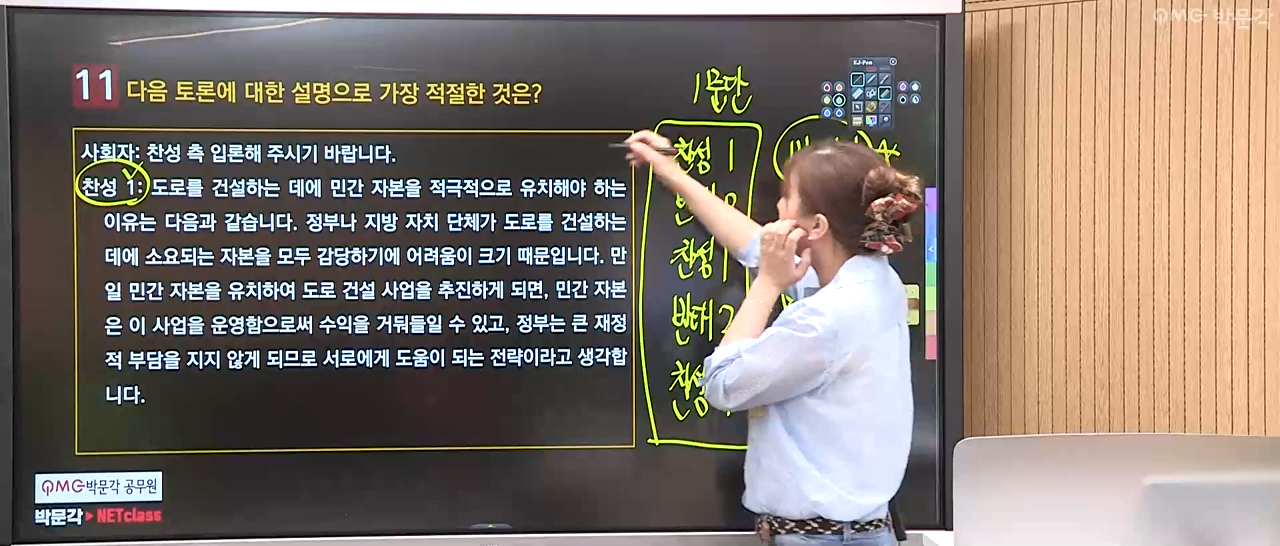 PMG 박문각
11 다음 토론에 대한 설명으로 가장 적절한 것은?
사회자: 찬성 측 입론해 주시기 바랍니다.
찬성 1: 도로를 건설하는 데에 민간 자본을 적극적으로 유치해야 하는
이유는 다음과 같습니다. 정부나 지방 자치 단체가 도로를 건설하는
데에 소요되는 자본을 모두 감당하기에 어려움이 크기 때문입니다. 만
일 민간 자본을 유치하여 도로 건설 사업을 추진하게 되면, 민간 자본
은 이 사업을 운영함으로써 수익을 거둬들일 수 있고, 정부는 큰 재정
적 부담을 지지 않게 되므로 서로에게 도움이 되는 전략이라고 생각합
니다.
1문단
찬성 1
찬성 1
반대 2
찬성
EJ-Pen
PMG 박문각 공무원
박문각 ▶ NETclass